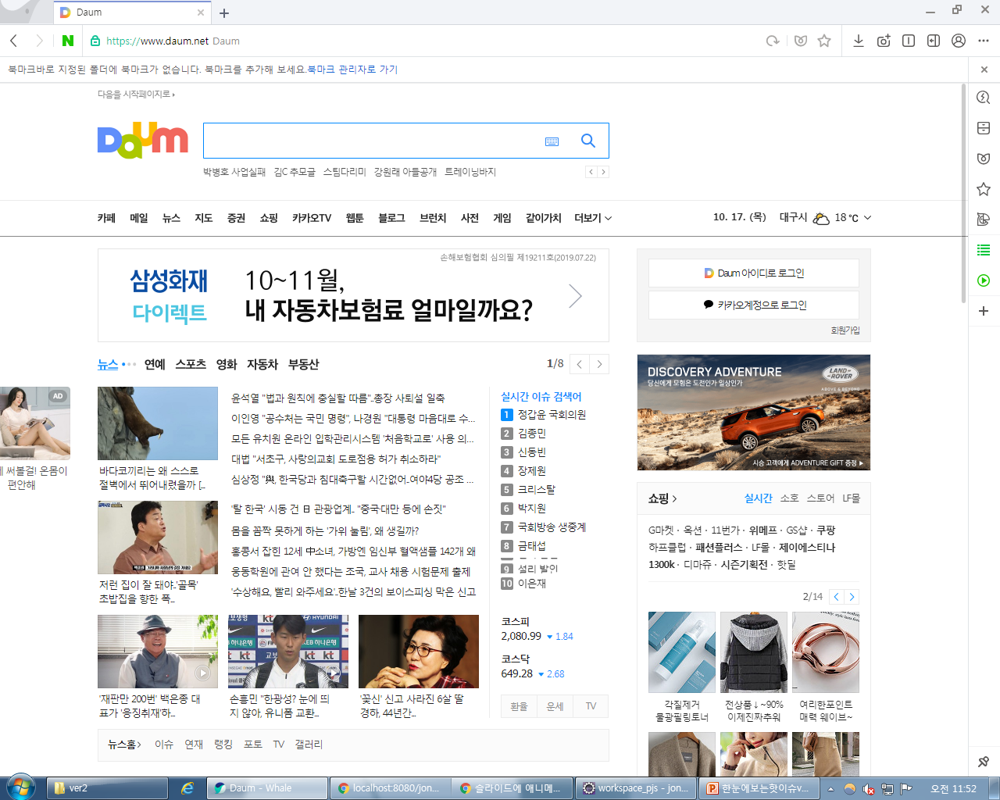 Daum
https://www.daum.net Daum
북마크바로 지정된 폴더에 북마크가 없습니다. 북마크를 추가해 보세요.북마크 관리자로 가기
다음을 시작페이지로
Daum
박병호 사업실패 김C 추모글 스팀다리미 강원래 아들공개 트레이닝바지
카페 메일 뉴스 지도 증권 쇼핑 카카오TV 웹툰 블로그 브런치 사전 게임 같이가치 더보기
10. 17. (목) 대구시 18 ℃
손해보험협회 심의필 제19211호(2019.07.22)
삼성화재
다이렉트
10~11월,
내 자동차보험료 얼마일까요?
Daum 아이디로 로그인
카카오계정으로 로그인
회원가입
뉴스 연예 스포츠 영화 자동차 부동산
1/8
AD
써볼걸! 온몸이
편안해
바다코끼리는 왜 스스로
절벽에서 뛰어내렸을까 [...
저런 집이 잘 돼야..'골목'
초밥집을 향한 폭...
윤석열 "법과 원칙에 충실할 따름"..총장 사퇴설 일축
이인영 "공수처는 국민 명령", 나경원 "대통령 마음대로 수...
모든 유치원 온라인 입학관리시스템 '처음학교로' 사용 의...
대법 "서초구, 사랑의교회 도로점용 허가 취소하라"
심상정 "與, 한국당과 침대축구할 시간없어..여야4당 공조 ...
'탈 한국' 시동 건 日 관광업계.. "중국·대만 등에 손짓"
몸을 꼼짝 못하게 하는 '가위 눌림', 왜 생길까?
홍콩서 잡힌 12세 中소녀, 가방엔 임신부 혈액샘플 142개 왜
웅동학원에 관여 안 했다는 조국, 교사 채용 시험문제 출제
'수상해요, 빨리 와주세요'..한날 3건의 보이스피싱 막은 신고
'재판만 200번' 백은종 대
표가 '응징취재'하...
손흥민 "한광성? 눈에 띄
지 않아, 유니폼 교환...
'꽃신' 신고 사라진 6살 딸
경하, 44년간...
실시간 이슈 검색어
1 정갑윤 국회의원
2 김종민
3 신동빈
4 장제원
5 크리스탈
6 박지원
7 국회방송 생중계
8 금태섭
9 설리 발인
10 이은재
코스피
2,080.99 1.84
코스닥
649.28 2.68
환율 운세 TV
뉴스홈 이슈 연재 랭킹 포토 TV 갤러리
DISCOVERY ADVENTURE
당신에게 모험은 도전인가 일상인가
LAND ROVER
ABOVE & BEYOND
시승 고객에게 ADVENTURE GIFT 증정
쇼핑 실시간 소호 스토어 LF몰
G마켓· 옥션· 11번가· 위메프· GS샵· 쿠팡
하프클럽· 패션플러스· LF몰· 제이에스티나
1300k· 디마쥬· 시즌기획전· 핫딜
2/14
각질제거
물광필링토너
전상품↓~90%
이제진짜추워
여리한포인트
매력 웨이브~
ver2
Daum - Whale
localhost:8080/jon...
슬라이드에 애니메...
workspace_pjs - jon...
한눈에보는핫이슈v...
오전 11:52